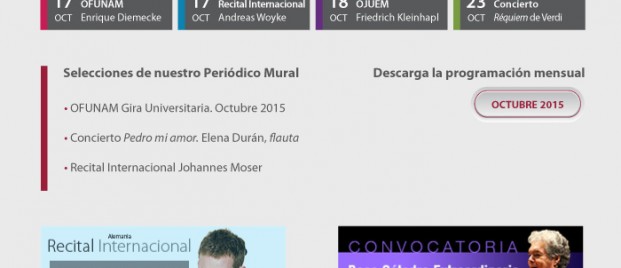 17 OFUNAM
OCT Enrique Diemecke
17 Recital Internacional
OCT Andreas Woyke
18 OJUEM
OCT Friedrich Kleinhapl
23 Concierto
OCT Réquiem de Verdi
Selecciones de nuestro Periódico Mural
• OFUNAM Gira Universitaria. Octubre 2015
• Concierto Pedro mi amor. Elena Durán, flauta
• Recital Internacional Johannes Moser
Descarga la programación mensual
OCTUBRE 2015
Alemania
Recital Internacional
CONVOCATORIA